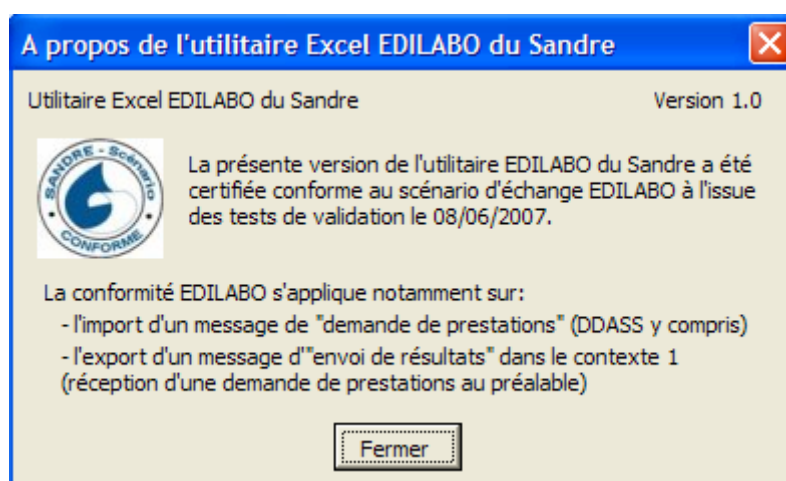 A propos de l'utilitaire Excel EDILABO du Sandre
Utilitaire Excel EDILABO du Sandre Version 1.0
SANDRE - Scénario
CONFORME
La présente version de l'utilitaire EDILABO du Sandre a été
certifiée conforme au scénario d'échange EDILABO à l'issue
des tests de validation le 08/06/2007.
La conformité EDILABO s'applique notamment sur:
- l'import d'un message de "demande de prestations" (DDASS y compris)
- l'export d'un message d'"envoi de résultats" dans le contexte 1
(réception d'une demande de prestations au préalable)
Fermer